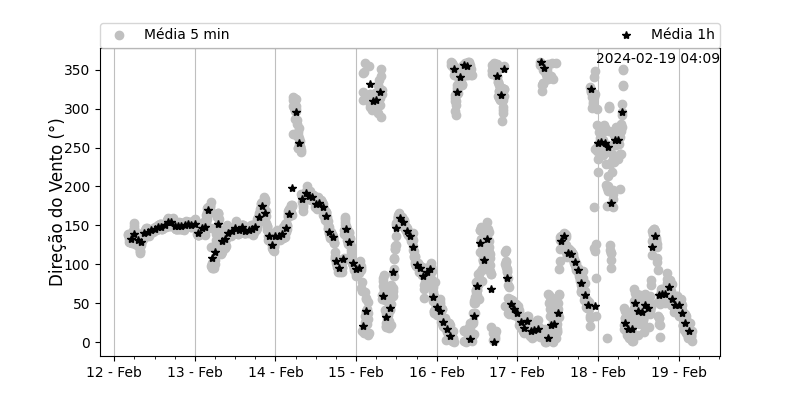 Média 5 min
Média 1h
2024-02-19 04:09
Direção do Vento (°)
350
300
250
200
150
100
50
0
12 - Feb
13 - Feb
14 - Feb
15 - Feb
16 - Feb
17 - Feb
18 - Feb
19 - Feb